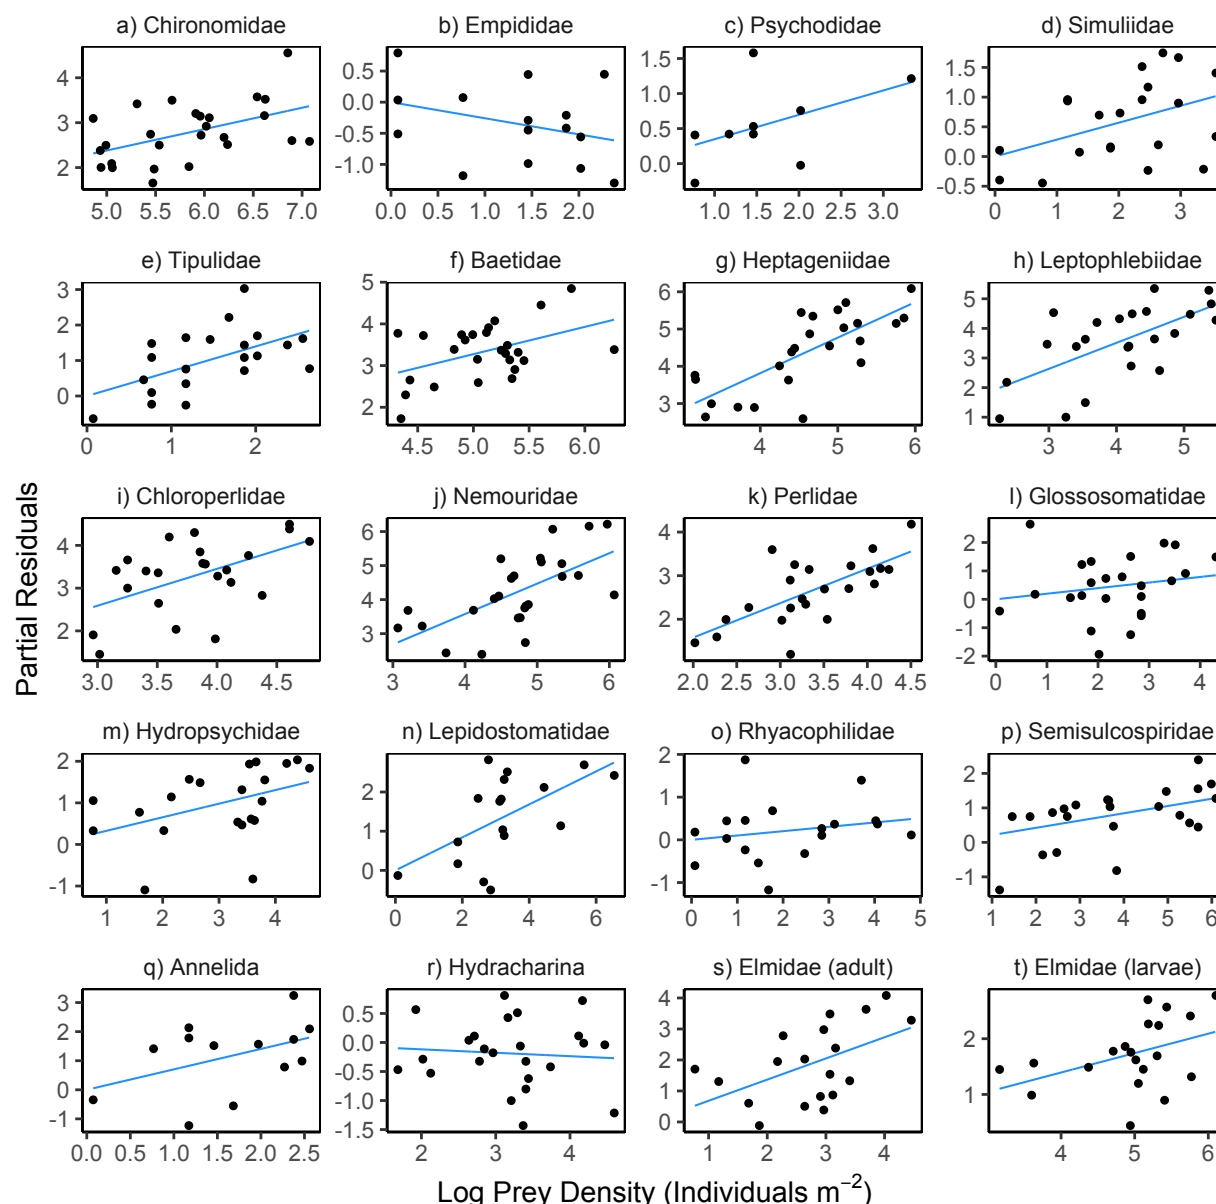 a) Chironomidae b) Empididae c) Psychodidae d) Simuliidae
4 3 2
0.5 0.0 -0.5 -1.0
1.5 1.0 0.5 0.0
1.5 1.0 0.5 0.0 -0.5
5.0 5.5 6.0 6.5 7.0
0.0 1.0 2.0
1.0 1.5 2.0 2.5 3.0
0 1 2 3
e) Tipulidae f) Baetidae g) Heptageniidae h) Leptophlebiidae
3 2 1 0
5 4 3 2
6 5 4 3
5 4 3 2 1
0 1 2
4.5 5.0 5.5 6.0
4 5 6
3 4 5
Partial Residuals
i) Chloroperlidae j) Nemouridae k) Perlidae l) Glossosomatidae
4 3 2
6 5 4 3
4 3 2
2 1 0 -1 -2
3.0 3.5 4.0 4.5
3 4 5 6
2.0 2.5 3.0 3.5 4.0 4.5
0 1 2 3 4
m) Hydropsychidae n) Lepidostomatidae o) Rhyacophilidae p) Semisulcospiridae
2 1 0 -1
2 1 0
2 1 0 -1
2 1 0 -1
1 2 3 4
0 2 4 6
0 1 2 3 4 5
1 2 3 4 5 6
q) Annelida r) Hydracharina s) Elmidae (adult) t) Elmidae (larvae)
3 2 1 0 -1
0.5 0.0 -0.5 -1.0 -1.5
4 3 2 1 0
2 1
0.0 0.5 1.0 1.5 2.0 2.5
2 3 4
1 2 3 4
4 5 6
Log Prey Density (Individuals m⁻²)